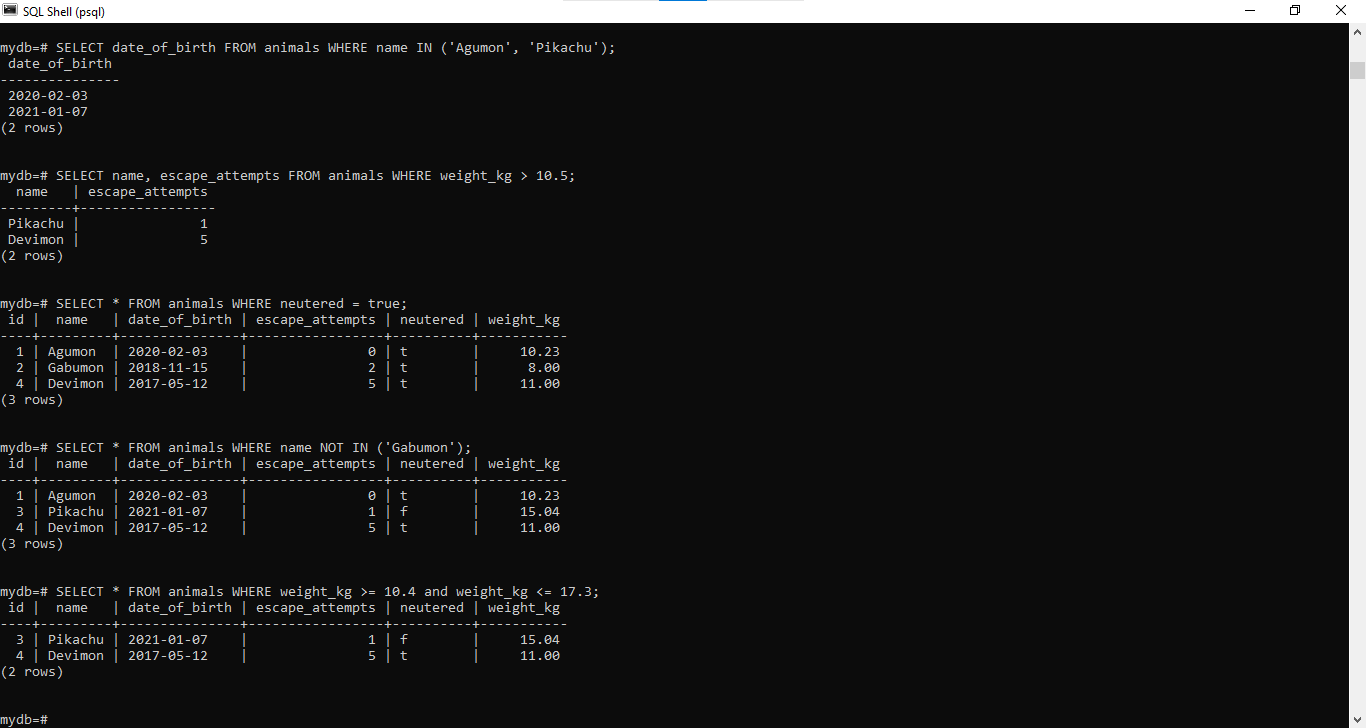 SQL Shell (psql)
mydb=# SELECT date_of_birth FROM animals WHERE name IN ('Agumon', 'Pikachu');
 date_of_birth
---------------
 2020-02-03
 2021-01-07
(2 rows)
mydb=# SELECT name, escape_attempts FROM animals WHERE weight_kg > 10.5;
  name   | escape_attempts
---------+-----------------
 Pikachu |               1
 Devimon |               5
(2 rows)
mydb=# SELECT * FROM animals WHERE neutered = true;
 id |  name   | date_of_birth | escape_attempts | neutered | weight_kg
----+---------+---------------+-----------------+----------+-----------
  1 | Agumon  | 2020-02-03    |               0 | t        |     10.23
  2 | Gabumon | 2018-11-15    |               2 | t        |      8.00
  4 | Devimon | 2017-05-12    |               5 | t        |     11.00
(3 rows)
mydb=# SELECT * FROM animals WHERE name NOT IN ('Gabumon');
 id |  name   | date_of_birth | escape_attempts | neutered | weight_kg
----+---------+---------------+-----------------+----------+-----------
  1 | Agumon  | 2020-02-03    |               0 | t        |     10.23
  3 | Pikachu | 2021-01-07    |               1 | f        |     15.04
  4 | Devimon | 2017-05-12    |               5 | t        |     11.00
(3 rows)
mydb=# SELECT * FROM animals WHERE weight_kg >= 10.4 and weight_kg <= 17.3;
 id |  name   | date_of_birth | escape_attempts | neutered | weight_kg
----+---------+---------------+-----------------+----------+-----------
  3 | Pikachu | 2021-01-07    |               1 | f        |     15.04
  4 | Devimon | 2017-05-12    |               5 | t        |     11.00
(2 rows)
mydb=#